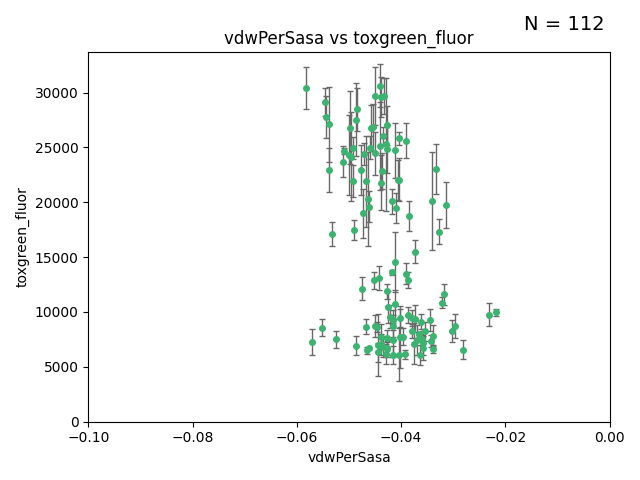 N = 112
vdwPerSasa vs toxgreen_fluor
30000
25000
20000
15000
10000
5000
0
toxgreen_fluor
−0.10 −0.08 −0.06 −0.04 −0.02 0.00
vdwPerSasa